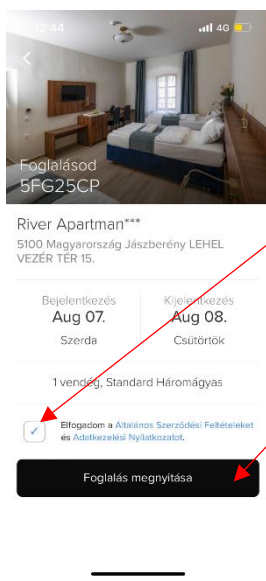 12:44 4G
Foglalásod
5FG25CP
River Apartman***
5100 Magyarország Jászberény LEHEL
VEZÉR TÉR 15.
Bejelentkezés Kijelentkezés
Aug 07. Aug 08.
Szerda Csütörtök
1 vendég, Standard Háromágyas
Elfogadom a Általános Szerződési Feltételeket
és Adatkezelési Nyilatkozatot.
Foglalás megnyitása